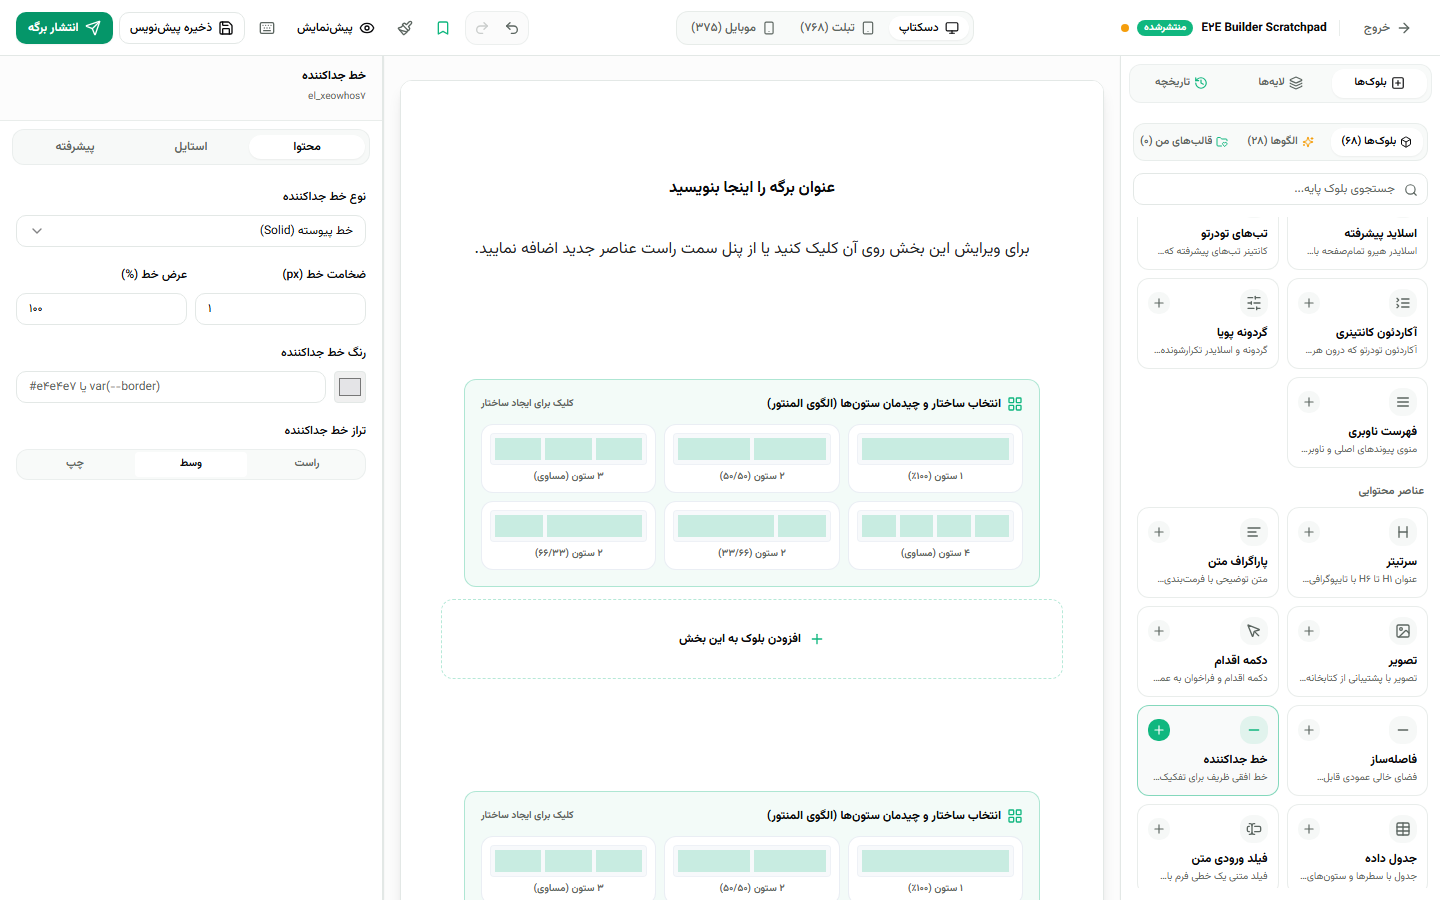 خروج
E2E Builder Scratchpad
منتشرشده
دسکتاپ
تبلت (۷۶۸)
موبایل (۳۷۵)
پیش‌نمایش
ذخیره پیش‌نویس
انتشار برگه
بلوک‌ها
لایه‌ها
تاریخچه
بلوک‌ها (۶۸)
الگوها (۲۸)
قالب‌های من (۰)
جستجوی بلوک پایه...
اسلاید پیشرفته
اسلایدر هیرو تمام‌صفحه با...
تب‌های تودرتو
کانتینر تب‌های پیشرفته که...
آکاردئون کانتینری
آکاردئون تودرتو که درون هر...
گردونه پویا
گردونه و اسلایدر تکرارشونده...
فهرست ناوبری
منوی پیوندهای اصلی و ناوبر...
عناصر محتوایی
سرتیتر
عنوان H۱ تا H۶ با تایپوگرافی...
پاراگراف متن
متن توضیحی با فرمت‌بندی...
تصویر
تصویر با پشتیبانی از کتابخانه...
دکمه اقدام
دکمه اقدام و فراخوان به عمـ...
فاصله‌ساز
فضای خالی عمودی قابل...
خط جداکننده
خط افقی ظریف برای تفکیک...
جدول داده
جدول با سطرها و ستون‌های...
فیلد ورودی متن
فیلد متنی یک خطی فرم با...
عنوان برگه را اینجا بنویسید
برای ویرایش این بخش روی آن کلیک کنید یا از پنل سمت راست عناصر جدید اضافه نمایید.
انتخاب ساختار و چیدمان ستون‌ها (الگوی المنتور)
کلیک برای ایجاد ساختار
۱ ستون (۱۰۰٪)
۲ ستون (۵۰/۵۰)
۳ ستون (مساوی)
۴ ستون (مساوی)
۲ ستون (۳۳/۶۶)
۲ ستون (۶۶/۳۳)
افزودن بلوک به این بخش
انتخاب ساختار و چیدمان ستون‌ها (الگوی المنتور)
کلیک برای ایجاد ساختار
۱ ستون (۱۰۰٪)
۲ ستون (۵۰/۵۰)
۳ ستون (مساوی)
خط جداکننده
el_xeowhos۷
محتوا
استایل
پیشرفته
نوع خط جداکننده
خط پیوسته (Solid)
ضخامت خط (px)
عرض خط (%)
۱
۱۰۰
رنگ خط جداکننده
#e۴e۴e۷ یا var(--border)
تراز خط جداکننده
راست
وسط
چپ